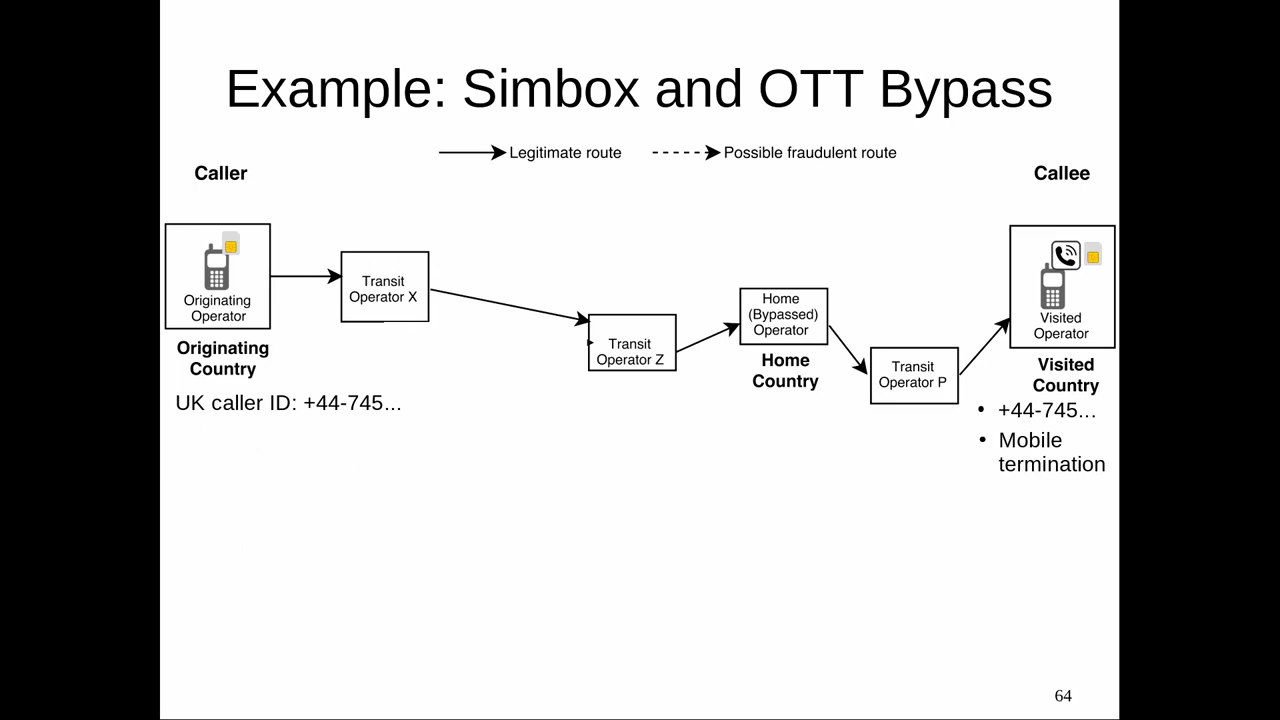 Example: Simbox and OTT Bypass
Legitimate route
Possible fraudulent route
Caller
Callee
Originating
Operator
Originating
Country
UK caller ID: +44-745...
Transit
Operator X
Transit
Operator Z
Home
(Bypassed)
Operator
Home
Country
Transit
Operator P
Visited
Operator
Visited
Country
• +44-745...
• Mobile
termination
64